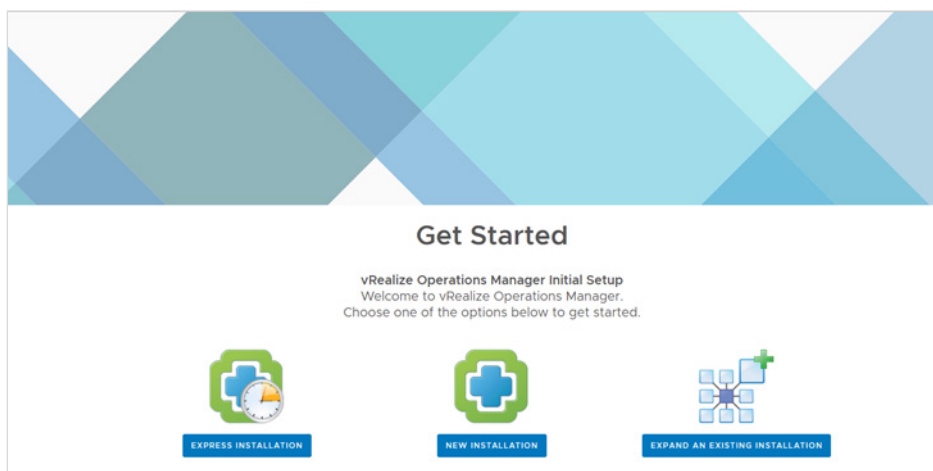 Get Started
vRealize Operations Manager Initial Setup
Welcome to vRealize Operations Manager.
Choose one of the options below to get started.
EXPRESS INSTALLATION
NEW INSTALLATION
EXPAND AN EXISTING INSTALLATION